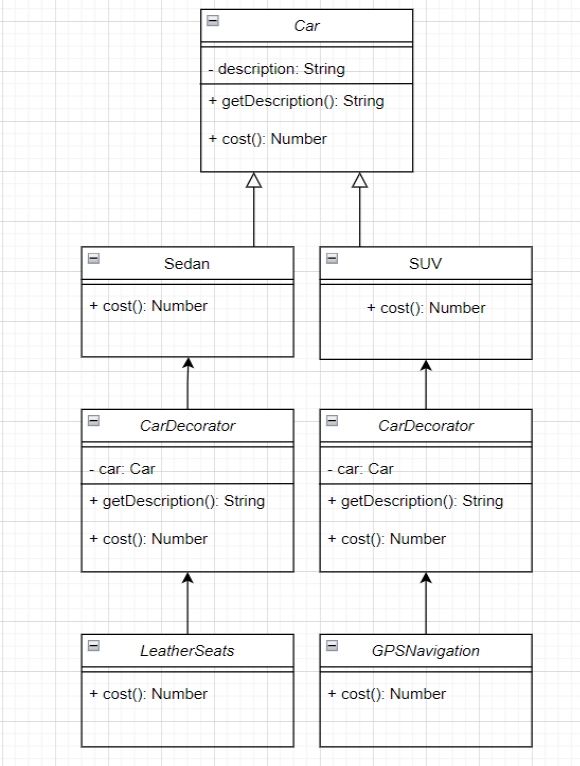 Car
- description: String
+ getDescription(): String
+ cost(): Number
Sedan
+ cost(): Number
SUV
+ cost(): Number
CarDecorator
- car: Car
+ getDescription(): String
+ cost(): Number
CarDecorator
- car: Car
+ getDescription(): String
+ cost(): Number
LeatherSeats
+ cost(): Number
GPSNavigation
+ cost(): Number